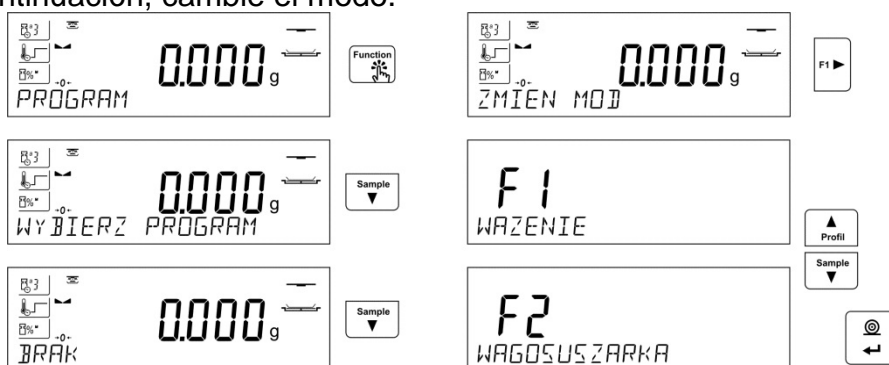 ntinuación, cambie el modo.
0.000 g
PROGRAM
Function
0.000 g
WYBIERZ PROGRAM
Sample
0.000 g
BRAK
Sample
0.000 g
ZMIEN MOD
F1
F1
WAZENIE
Profil
Sample
F2
WAGOSUSZARKA